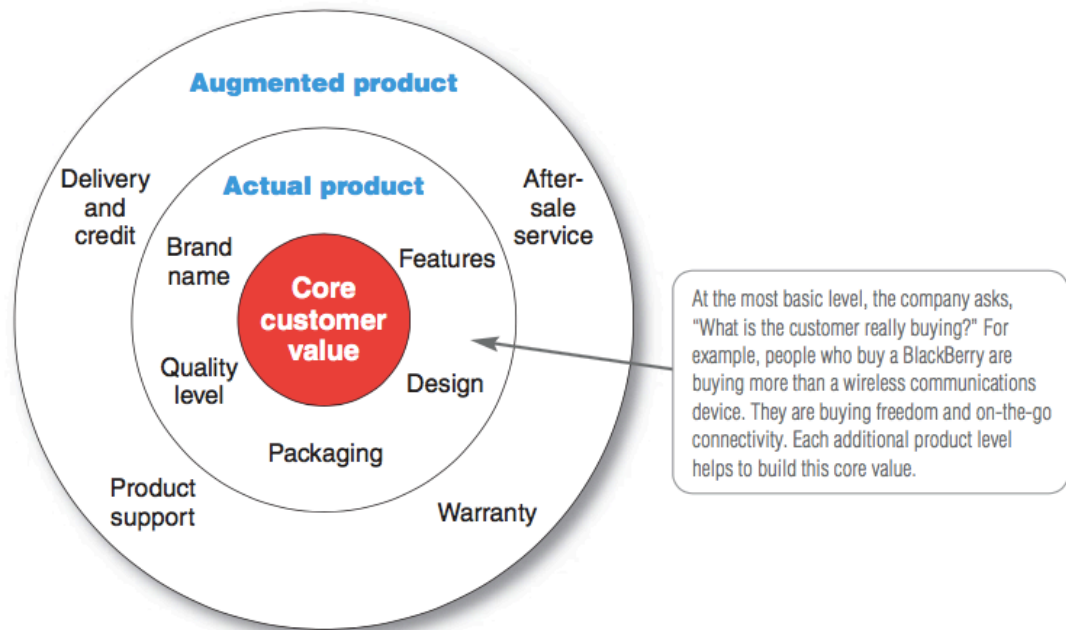 Augmented product
Delivery
and
credit
After-
sale
service
Actual product
Brand
name
Features
Core
customer
value
Quality
level
Design
Packaging
Product
support
Warranty
At the most basic level, the company asks,
“What is the customer really buying?” For
example, people who buy a BlackBerry are
buying more than a wireless communications
device. They are buying freedom and on-the-go
connectivity. Each additional product level
helps to build this core value.